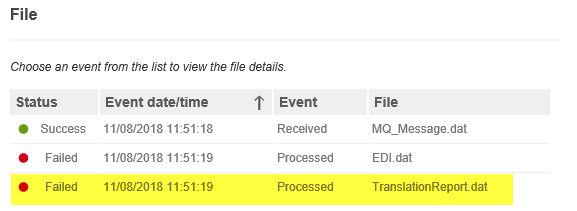 File
Choose an event from the list to view the file details.
Status Event date/time ↑ Event File
Success 11/08/2018 11:51:18 Received MQ_Message.dat
Failed 11/08/2018 11:51:19 Processed EDI.dat
Failed 11/08/2018 11:51:19 Processed TranslationReport.dat